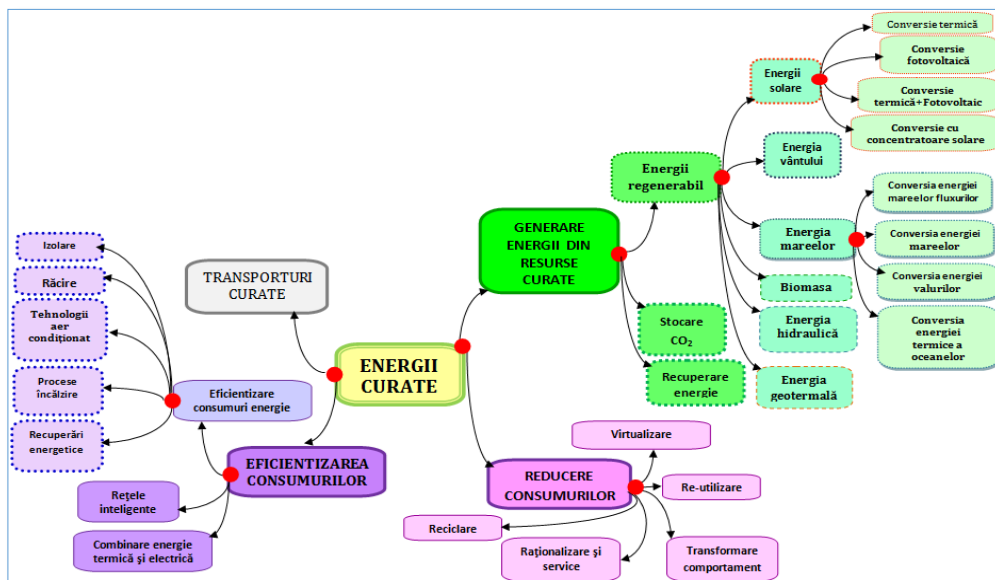 Conversie termică
Conversie
fotovoltaică
Energii
solare
Conversie
termică+Fotovoltaic
Conversie cu
concentratoare solare
Energia
vântului
Energii
regenerabil
Conversia energiei
mareelor fluxurilor
GENERARE
ENERGII DIN
RESURSE
CURATE
Energia
mareelor
Conversia energiei
mareelor
Izolare
TRANSPORTURI
CURATE
Răcire
Biomasa
Conversia energiei
valurilor
Tehnologii
aer
condiționat
Stocare
CO₂
Energia
hidraulică
Conversia
energiei
termice a
oceanelor
ENERGII
CURATE
Procese
încălzire
Eficientizare
consumuri energie
Recuperare
energie
Energia
geotermală
Recuperări
energetice
Virtualizare
EFICIENTIZAREA
CONSUMURILOR
REDUCERE
CONSUMURILOR
Re-utilizare
Reţele
inteligente
Reciclare
Combinare energie
termică şi electrică
Raţionalizare şi
service
Transformare
comportament